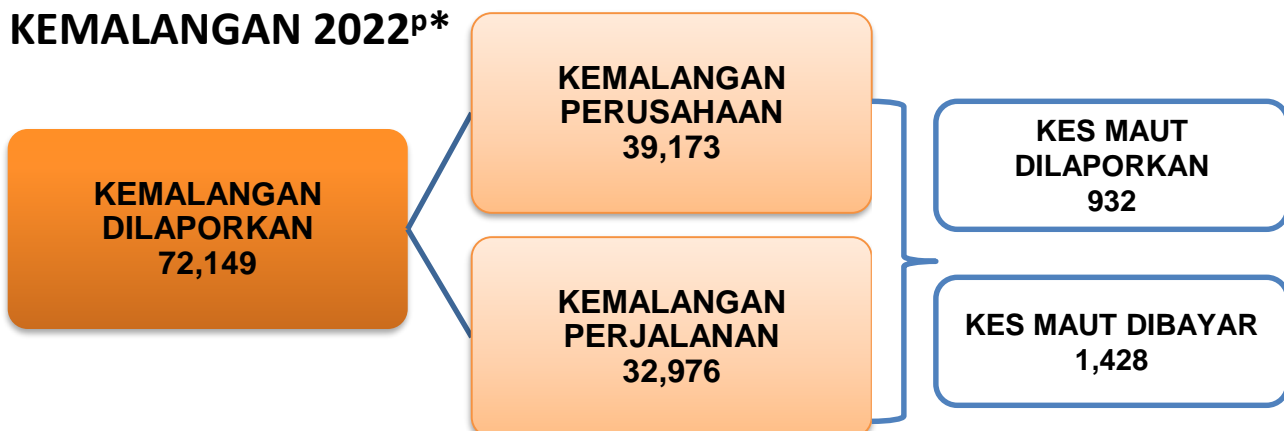 KEMALANGAN 2022ᵖ*
KEMALANGAN
DILAPORKAN
72,149
KEMALANGAN
PERUSAHAAN
39,173
KEMALANGAN
PERJALANAN
32,976
KES MAUT
DILAPORKAN
932
KES MAUT DIBAYAR
1,428